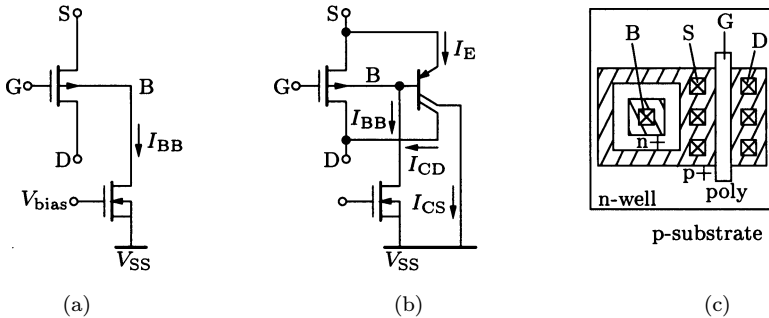 S
G
B
D
I_BB
V_bias
V_SS
(a)
S
I_E
G
B
I_BB
D
I_CD
I_CS
V_SS
(b)
G
B
S
D
n+
p+
poly
n-well
p-substrate
(c)